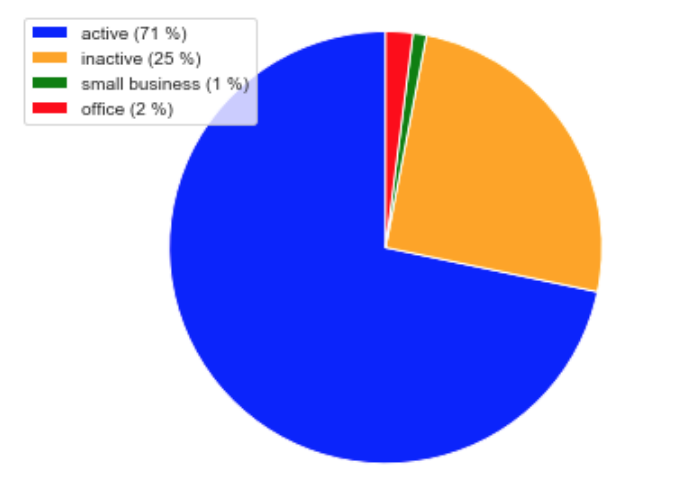 active (71 %)
inactive (25 %)
small business (1 %)
office (2 %)